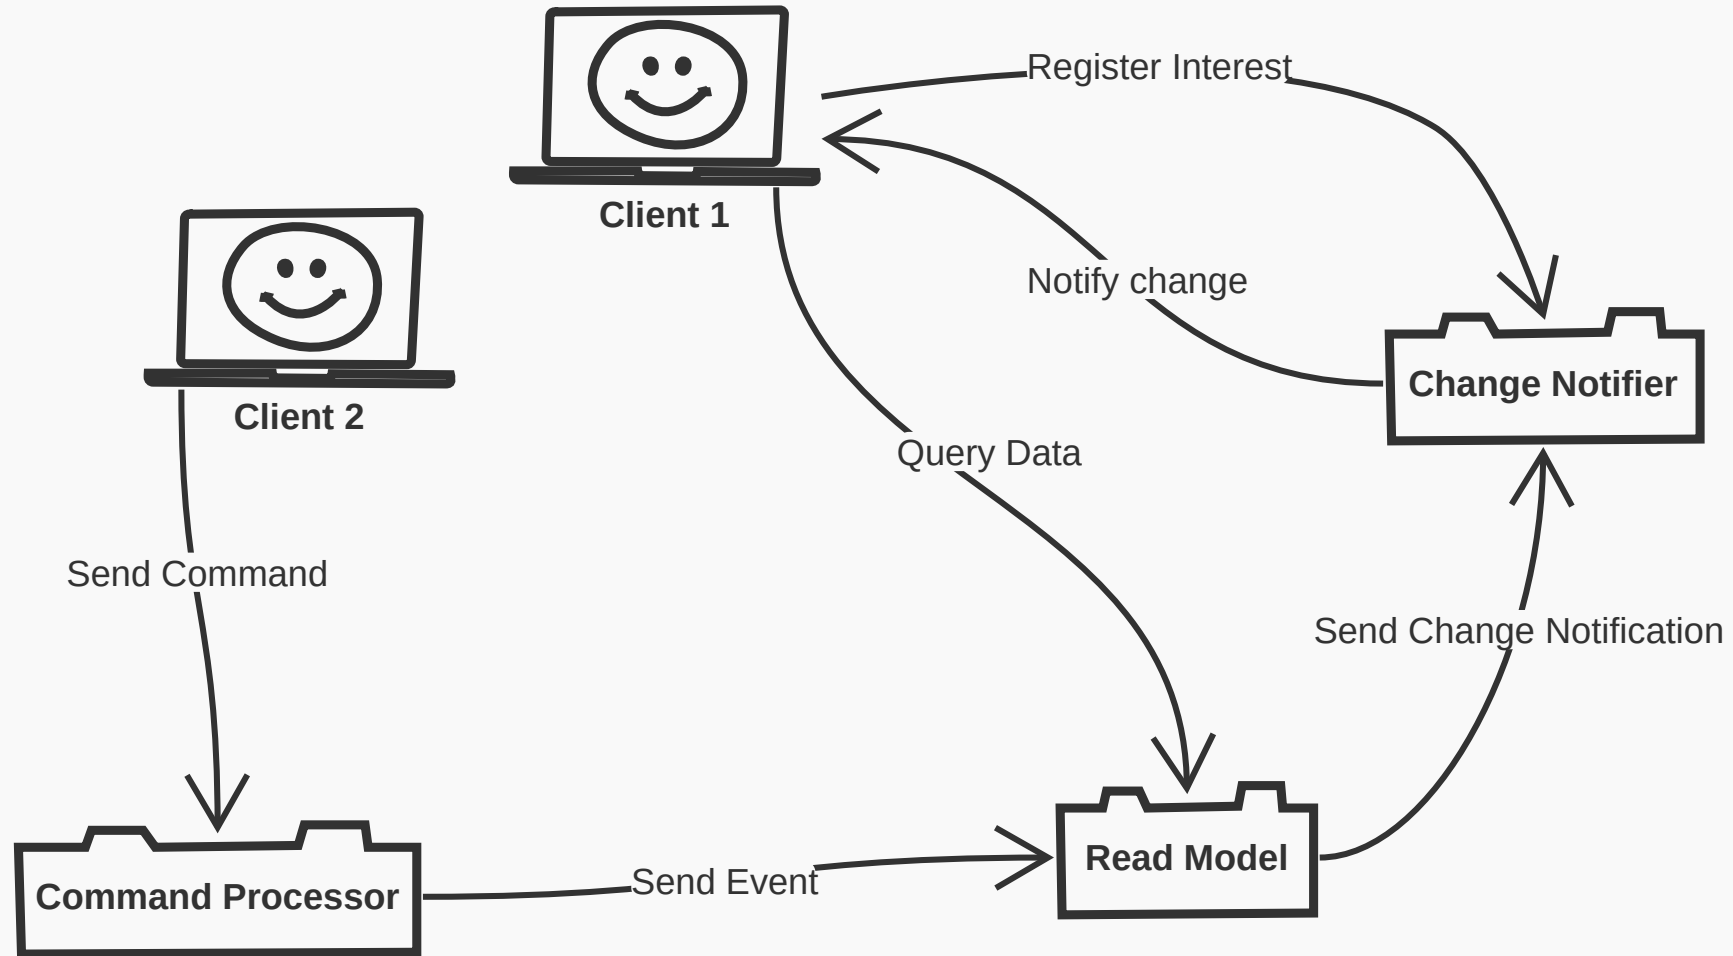 Register Interest
Client 1
Notify change
Change Notifier
Client 2
Query Data
Send Command
Send Change Notification
Read Model
Send Event
Command Processor